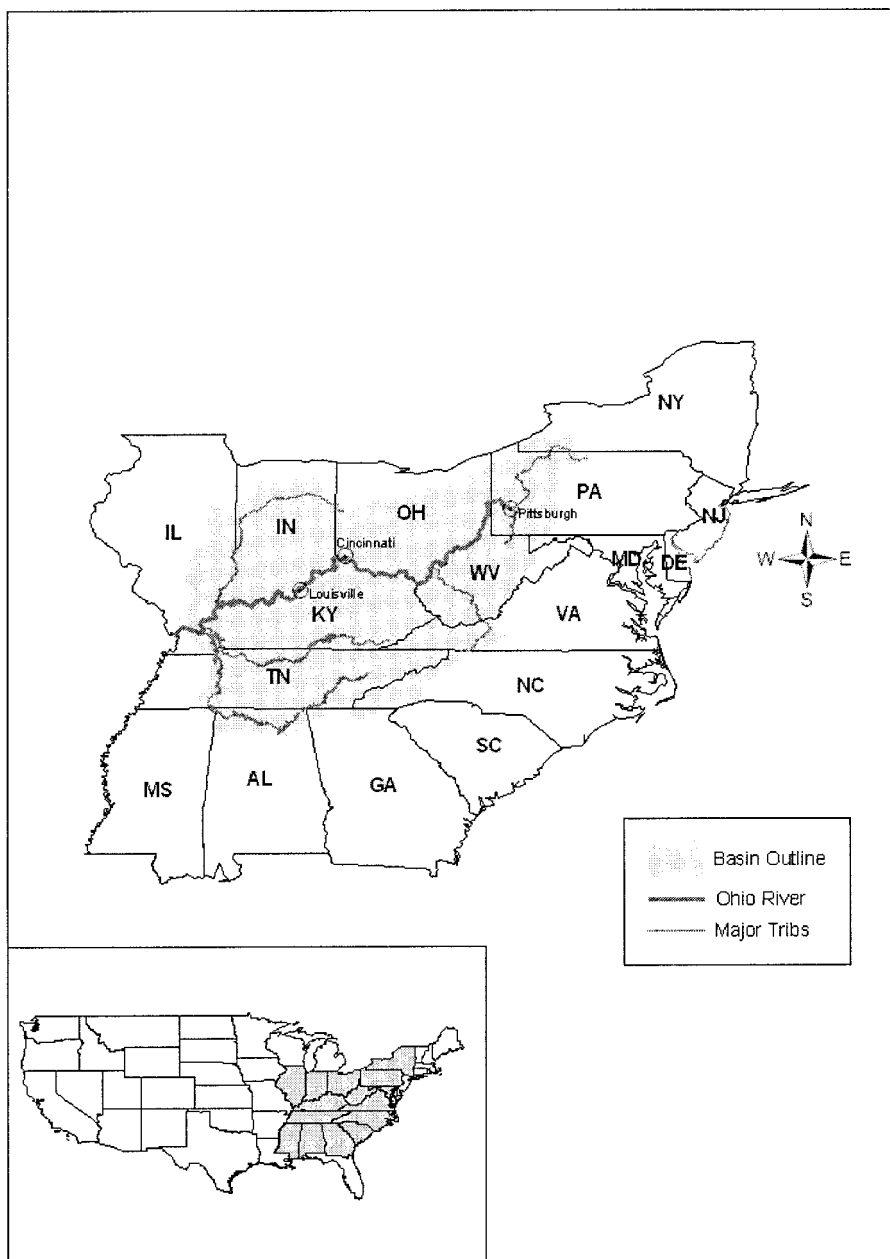 NY
PA
Pittsburgh
NJ
OH
IN
IL
Cincinnati
MD
DE
WV
Louisville
KY
VA
TN
NC
SC
MS
AL
GA
N
W
E
S
Basin Outline
Ohio River
Major Tribs